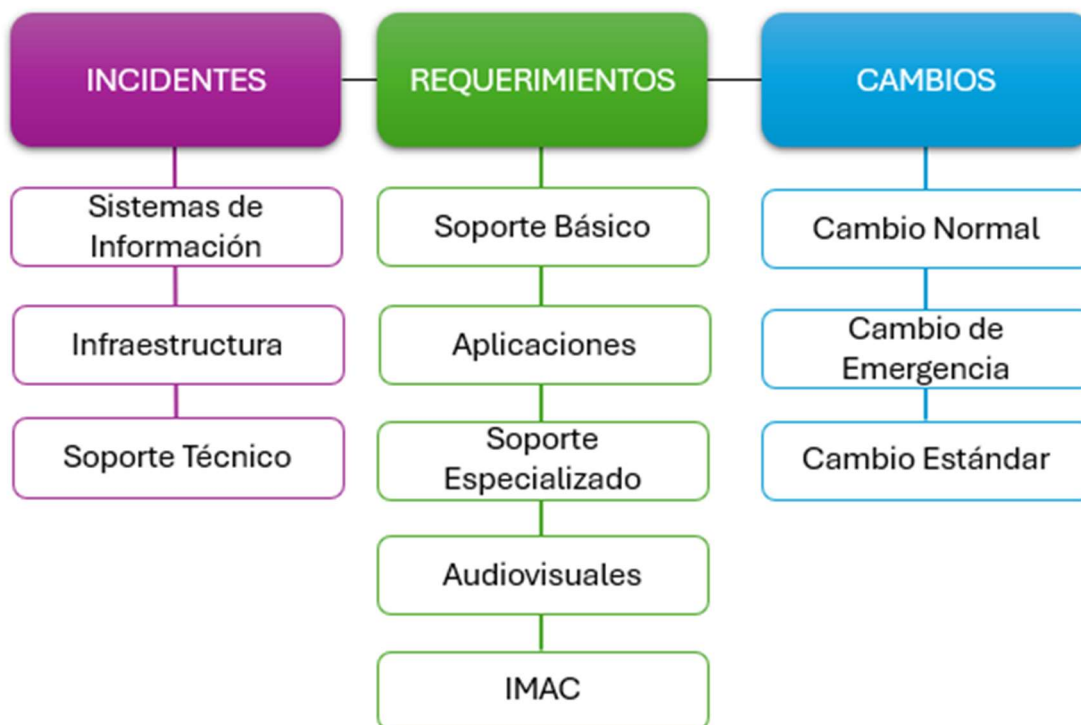 INCIDENTES
Sistemas de
Información
Infraestructura
Soporte Técnico
REQUERIMIENTOS
Soporte Básico
Aplicaciones
Soporte
Especializado
Audiovisuales
IMAC
CAMBIOS
Cambio Normal
Cambio de
Emergencia
Cambio Estándar